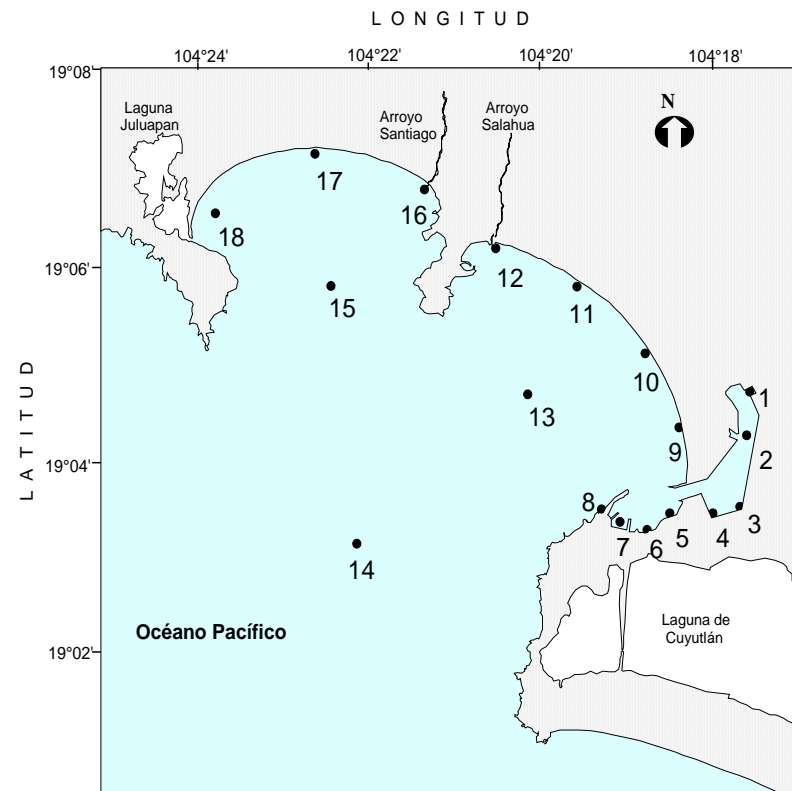 LONGITUD
104°24'
104°22'
104°20'
104°18'
19°08'
19°06'
19°04'
19°02'
LATITUD
N
Laguna
Juluapan
Arroyo
Santiago
Arroyo
Salahua
17
16
18
12
15
11
10
13
1
9
2
8
7
6
5
4
3
14
Océano Pacífico
Laguna de
Cuyutlán